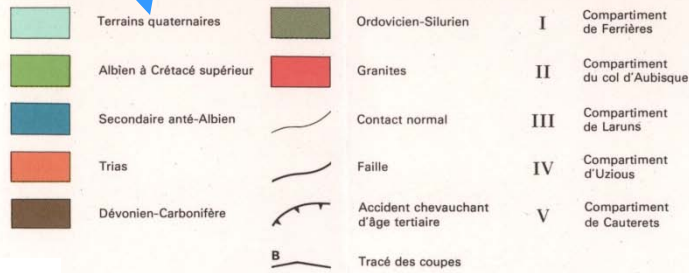 Terrains quaternaires
Albien à Crétacé supérieur
Secondaire anté-Albien
Trias
Dévonien-Carbonifère
Ordovicien-Silurien
Granites
Contact normal
Faille
Accident chevauchant
d'âge tertiaire
B
Tracé des coupes
I Compartiment
de Ferrières
II Compartiment
du col d'Aubisque
III Compartiment
de Laruns
IV Compartiment
d'Uzious
V Compartiment
de Cauterets